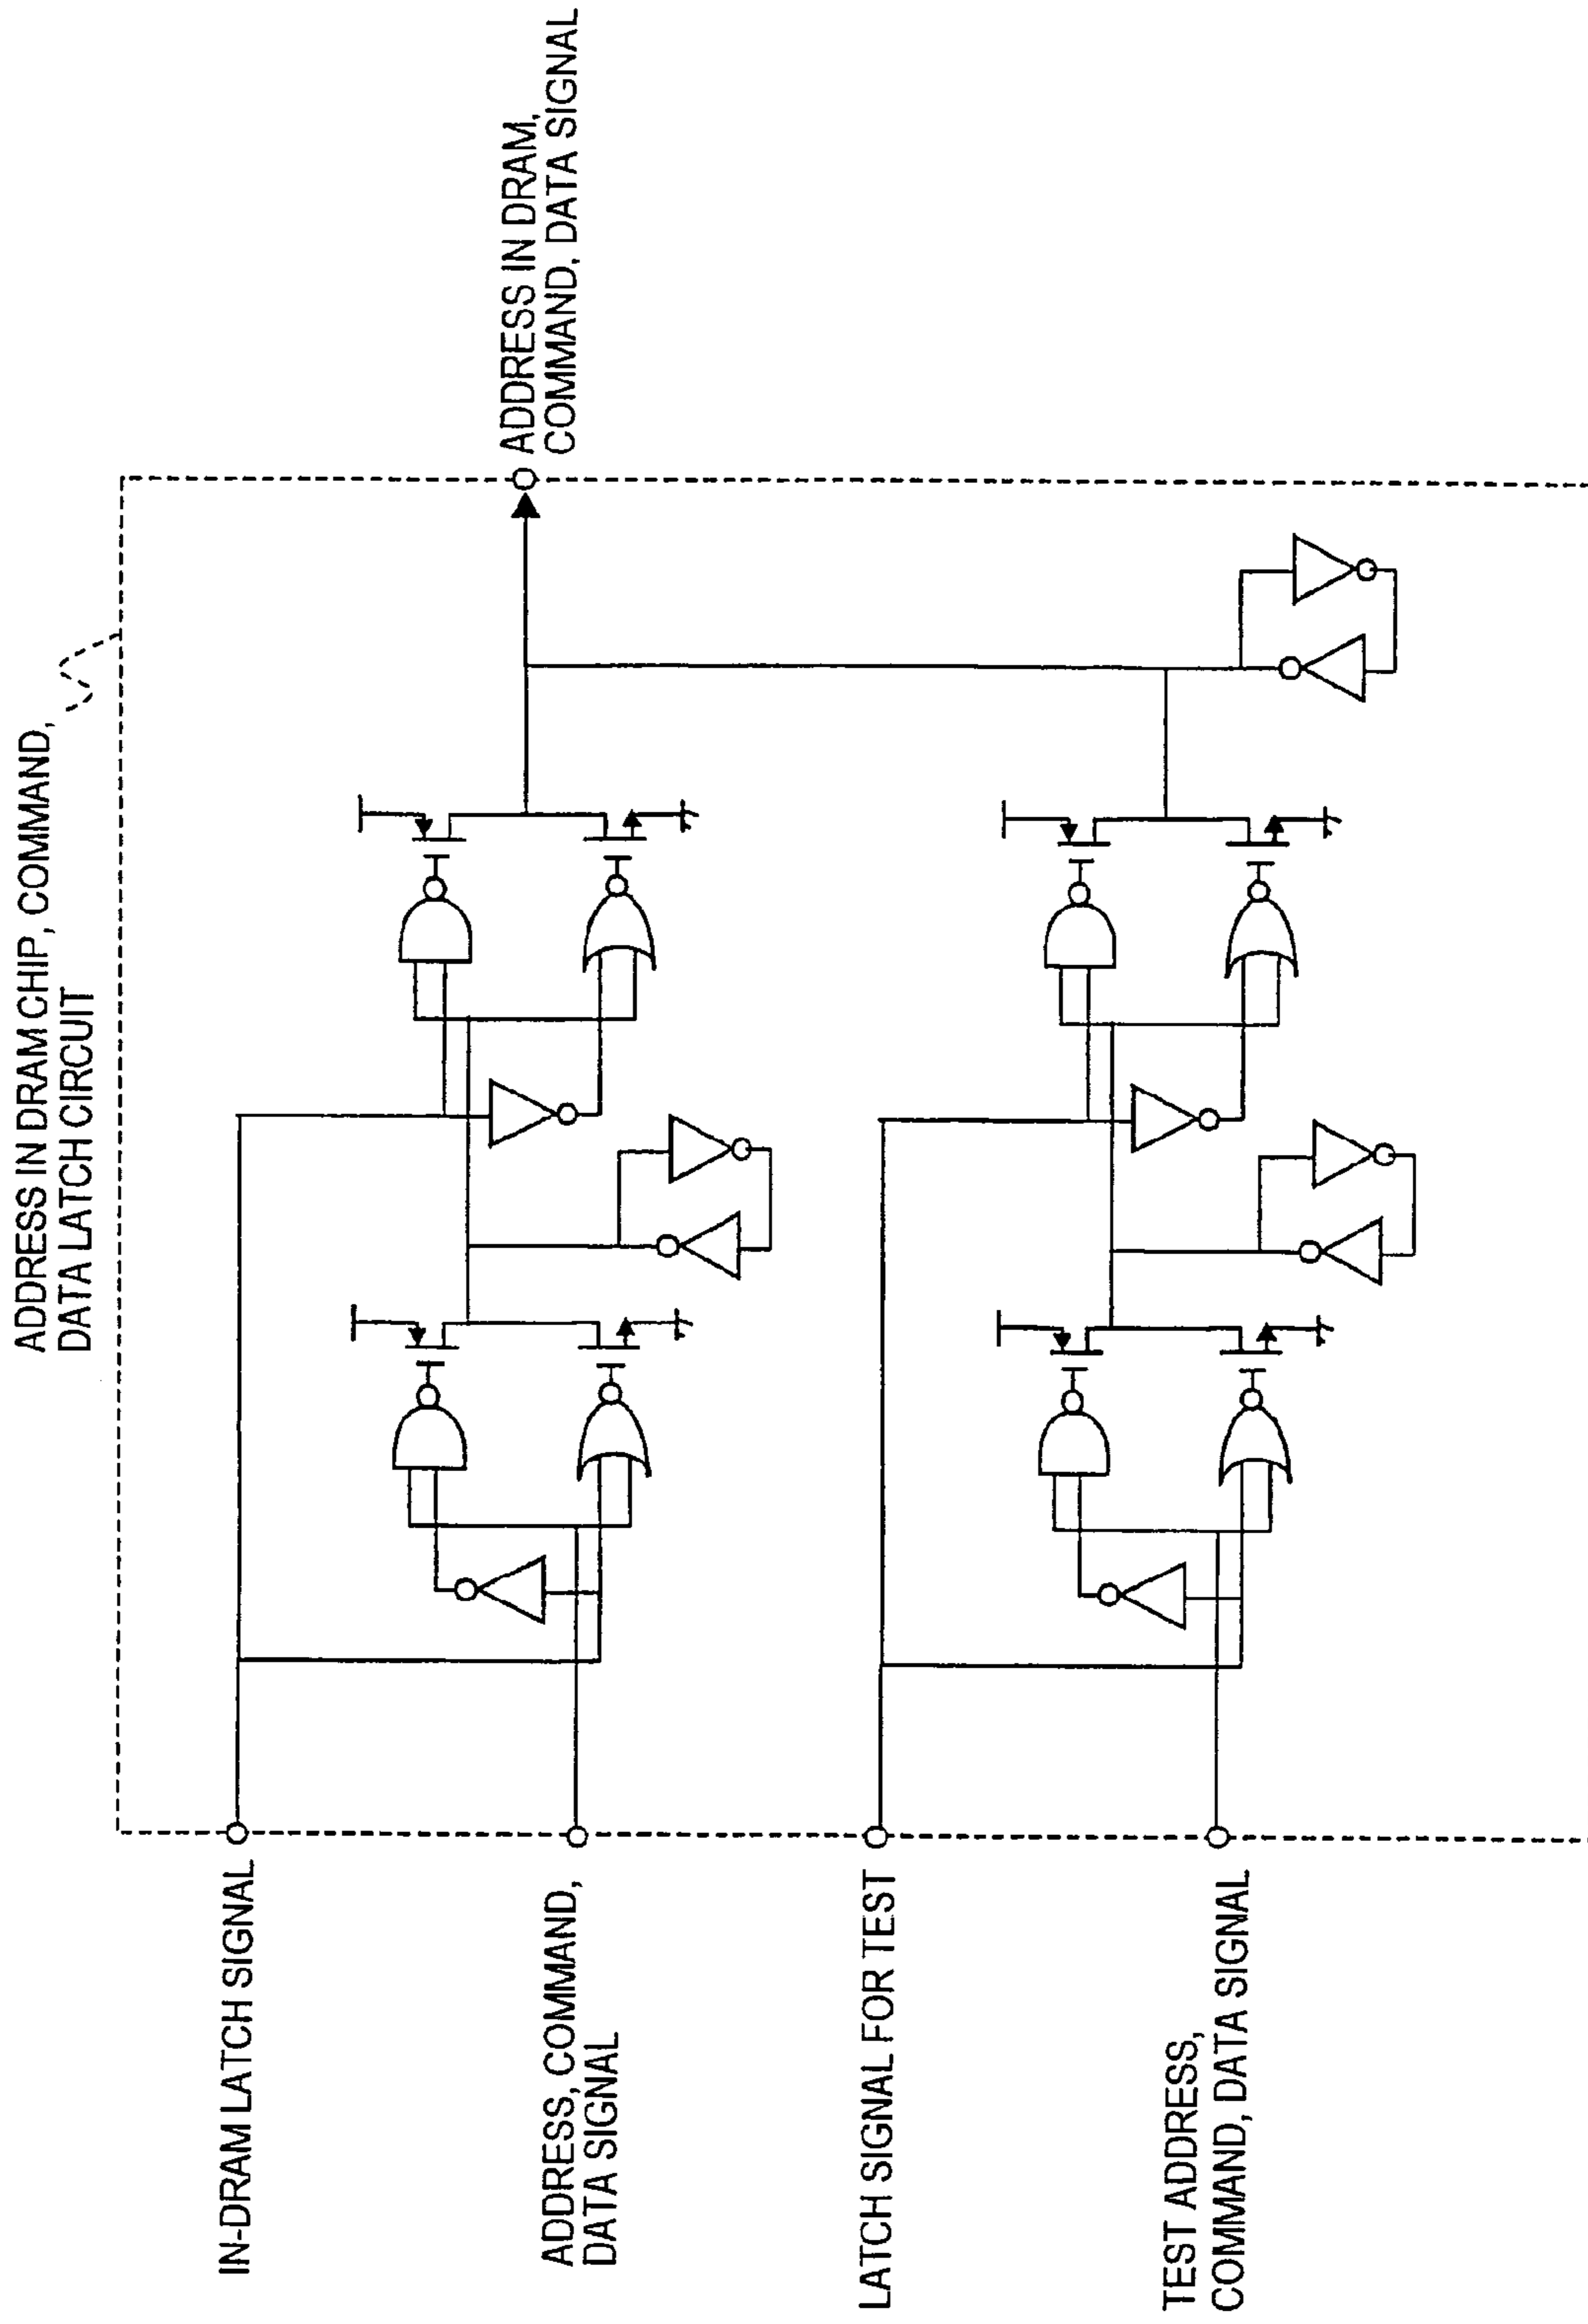 ADDRESS IN DRAM CHIP, COMMAND,
DATA LATCH CIRCUIT
IN-DRAM LATCH SIGNAL
ADDRESS, COMMAND,
DATA SIGNAL
LATCH SIGNAL FOR TEST
TEST ADDRESS,
COMMAND, DATA SIGNAL
ADDRESS IN DRAM,
COMMAND, DATA SIGNAL